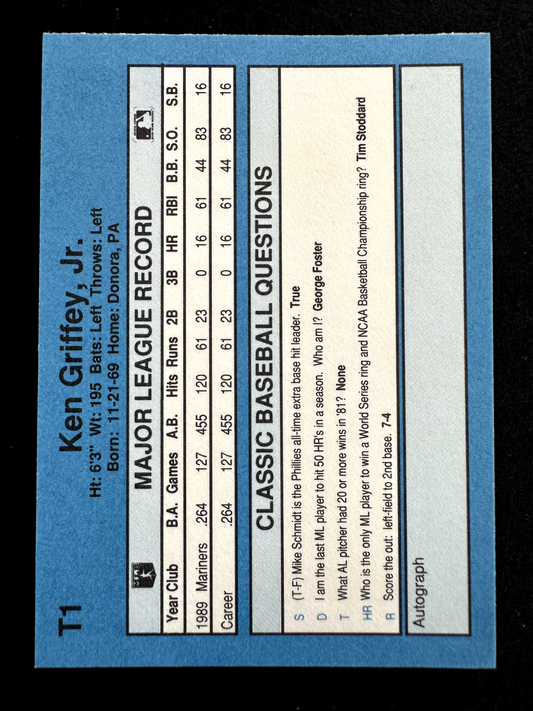 T1
Ken Griffey, Jr.
Ht: 6'3" Wt: 195 Bats: Left Throws: Left
Born: 11-21-69 Home: Donora, PA
MAJOR LEAGUE RECORD
Year Club B.A. Games A.B. Hits Runs 2B 3B HR RBI B.B. S.O. S.B.
1989 Mariners .264 127 455 120 61 23 0 16 61 44 83 16
Career .264 127 455 120 61 23 0 16 61 44 83 16
CLASSIC BASEBALL QUESTIONS
S (T-F) Mike Schmidt is the Phillies all-time extra base hit leader. True
D I am the last ML player to hit 50 HR's in a season. Who am I? George Foster
T What AL pitcher had 20 or more wins in '81? None
HR Who is the only ML player to win a World Series ring and NCAA Basketball Championship ring? Tim Stoddard
R Score the out: left-field to 2nd base. 7-4
Autograph